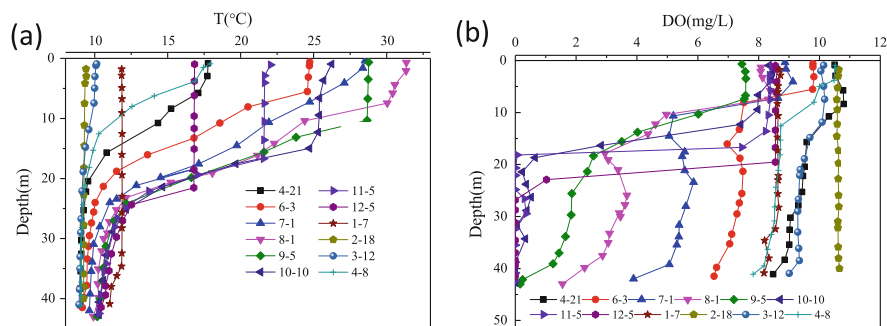 (a)
T(°C)
10 15 20 25 30
0
10
20
30
40
Depth(m)
4-21 11-5
6-3 12-5
7-1 1-7
8-1 2-18
9-5 3-12
10-10 4-8
(b)
DO(mg/L)
0 2 4 6 8 10 12
0
10
20
30
40
50
Depth(m)
4-21 6-3 7-1 8-1 9-5 10-10
11-5 12-5 1-7 2-18 3-12 4-8